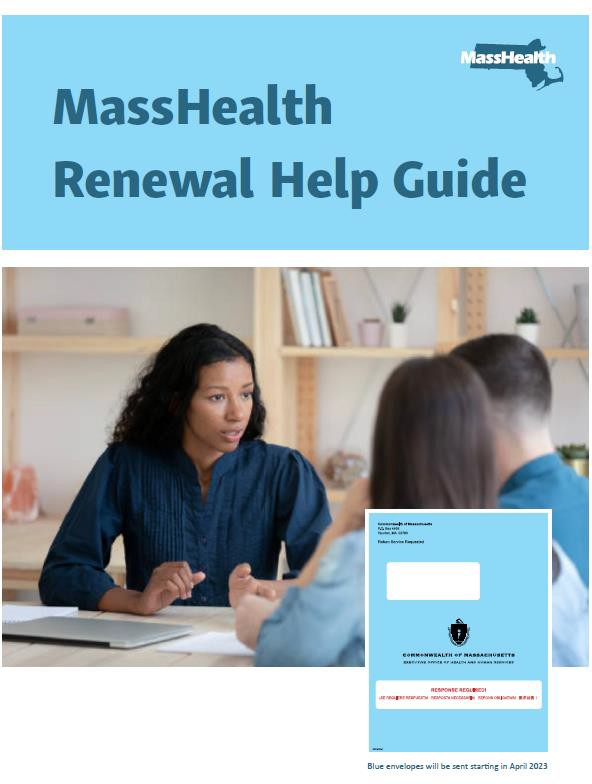 MassHealth
MassHealth
Renewal Help Guide
Commonwealth of Massachusetts
Return Service Requested
COMMONWEALTH OF MASSACHUSETTS
EXECUTIVE OFFICE OF HEALTH AND HUMAN SERVICES
RESPONSE REQUIRED!
Blue envelopes will be sent starting in April 2023